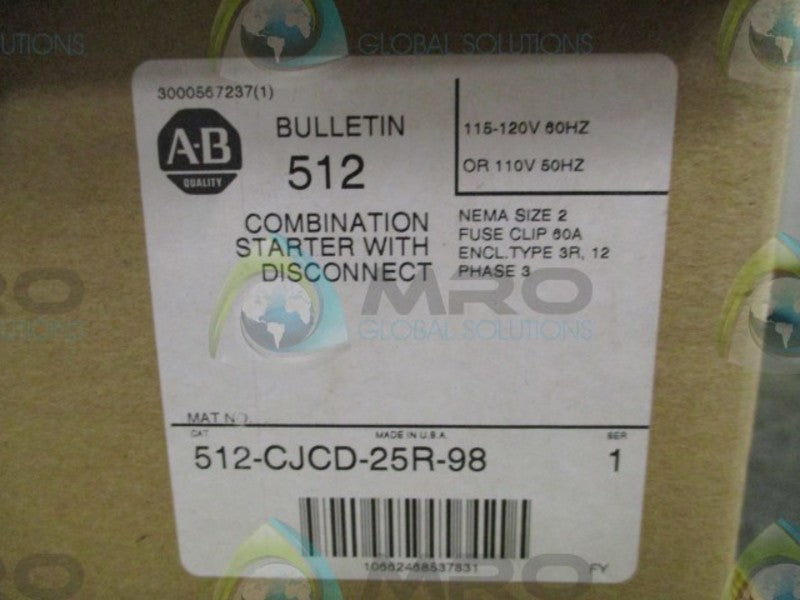 3000567237(1)
A-B
QUALITY
BULLETIN
512
115-120V 60HZ
OR 110V 50HZ
COMBINATION
STARTER WITH
DISCONNECT
NEMA SIZE 2
FUSE CLIP 60A
ENCL.TYPE 3R, 12
PHASE 3
MRO
GLOBAL SOLUTIONS
MAT NO.
CAT
MADE IN U.S.A.
SER
512-CJCD-25R-98
1
10662468537831
FY